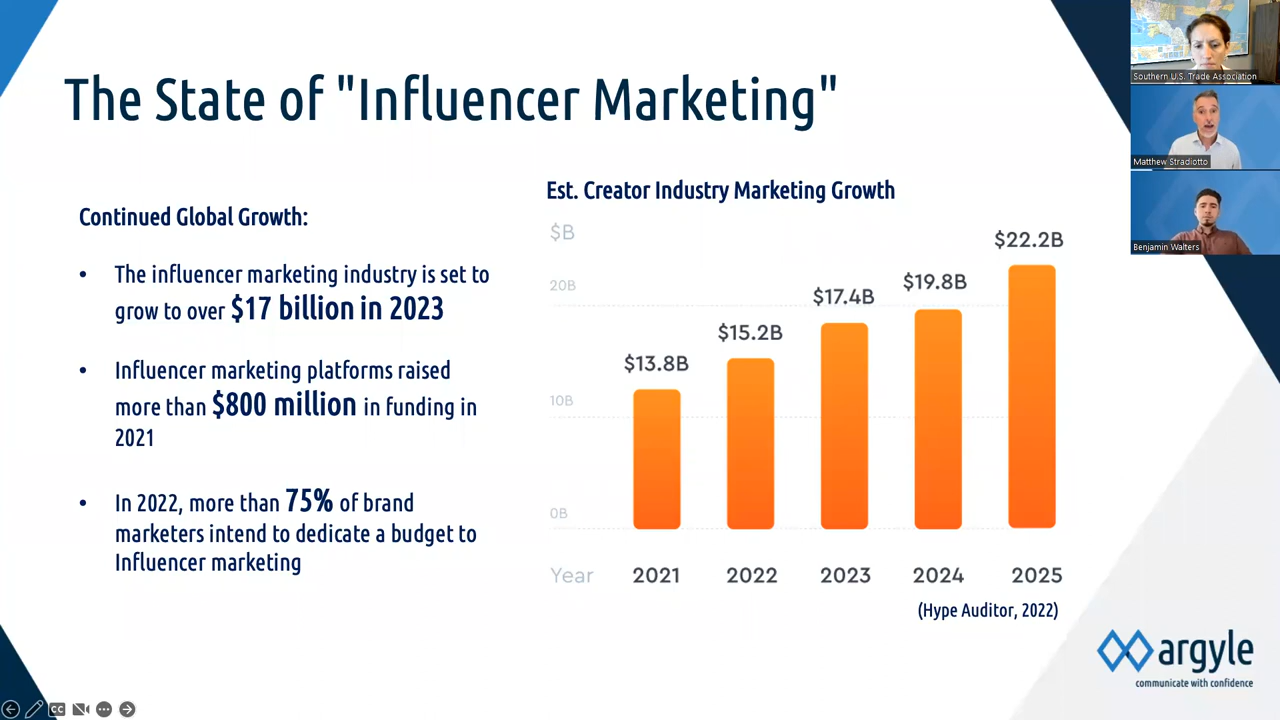 The State of "Influencer Marketing"
Continued Global Growth:
• The influencer marketing industry is set to
grow to over $17 billion in 2023
• Influencer marketing platforms raised
more than $800 million in funding in
2021
• In 2022, more than 75% of brand
marketers intend to dedicate a budget to
Influencer marketing
Est. Creator Industry Marketing Growth
$B
20B
10B
0B
$13.8B
$15.2B
$17.4B
$19.8B
$22.2B
Year 2021 2022 2023 2024 2025
(Hype Auditor, 2022)
argyle
communicate with confidence
Southern U.S. Trade Association
Matthew Stradiotto
Benjamin Walters
CC